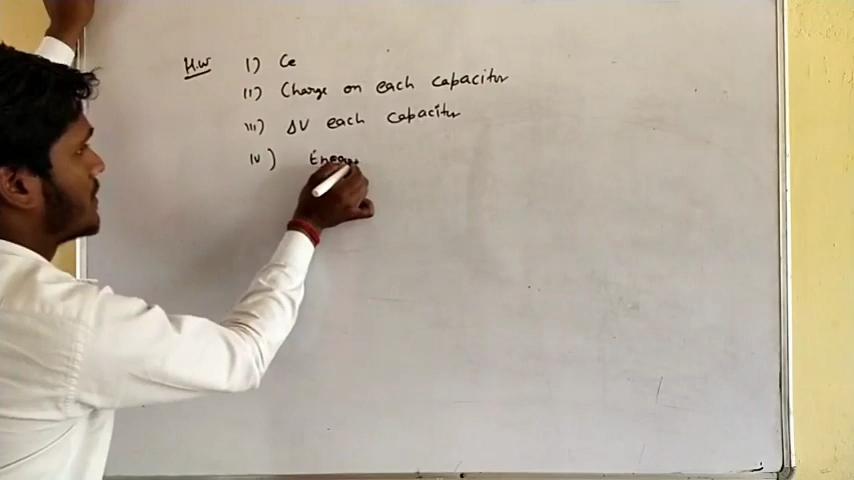 H.W I) Ce
II) Charge on each capacitor
III) ΔV each capacitor
IV)